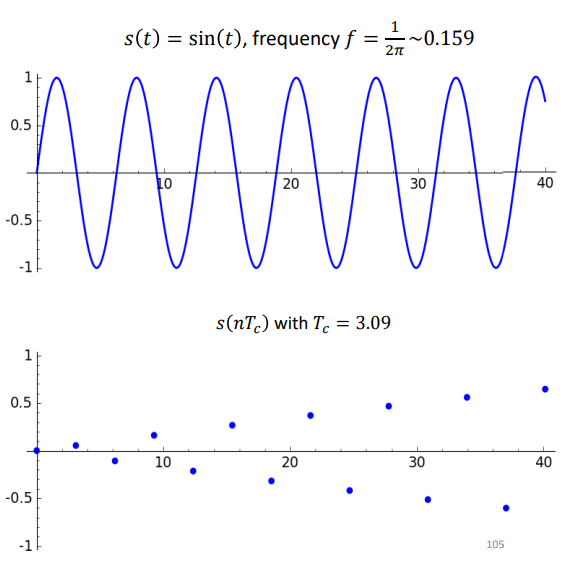 s(t) = sin(t), frequency f = 1/2π ~0.159
1
0.5
10 20 30 40
-0.5
-1
s(nT_c) with T_c = 3.09
1
0.5
10 20 30 40
-0.5
-1
105